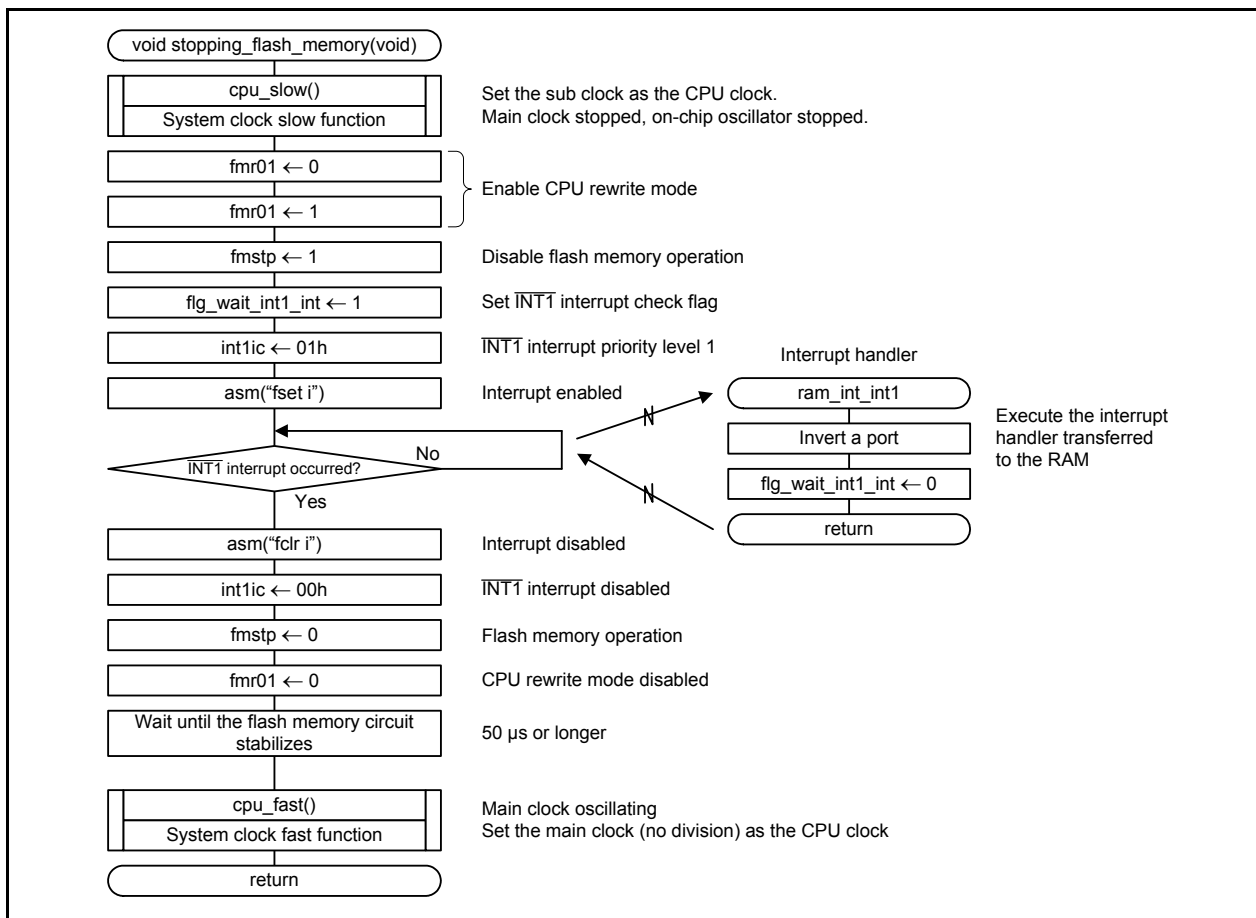 void stopping_flash_memory(void)
cpu_slow()
System clock slow function
Set the sub clock as the CPU clock.
Main clock stopped, on-chip oscillator stopped.
fmr01 ← 0
fmr01 ← 1
Enable CPU rewrite mode
fmstp ← 1
Disable flash memory operation
flg_wait_int1_int ← 1
Set INT1 interrupt check flag
int1ic ← 01h
INT1 interrupt priority level 1
asm(“fset i”)
Interrupt enabled
INT1 interrupt occurred?
No
Yes
Interrupt handler
ram_int_int1
Invert a port
flg_wait_int1_int ← 0
return
Execute the interrupt
handler transferred
to the RAM
asm(“fclr i”)
Interrupt disabled
int1ic ← 00h
INT1 interrupt disabled
fmstp ← 0
Flash memory operation
fmr01 ← 0
CPU rewrite mode disabled
Wait until the flash memory circuit
stabilizes
50 µs or longer
cpu_fast()
System clock fast function
Main clock oscillating
Set the main clock (no division) as the CPU clock
return